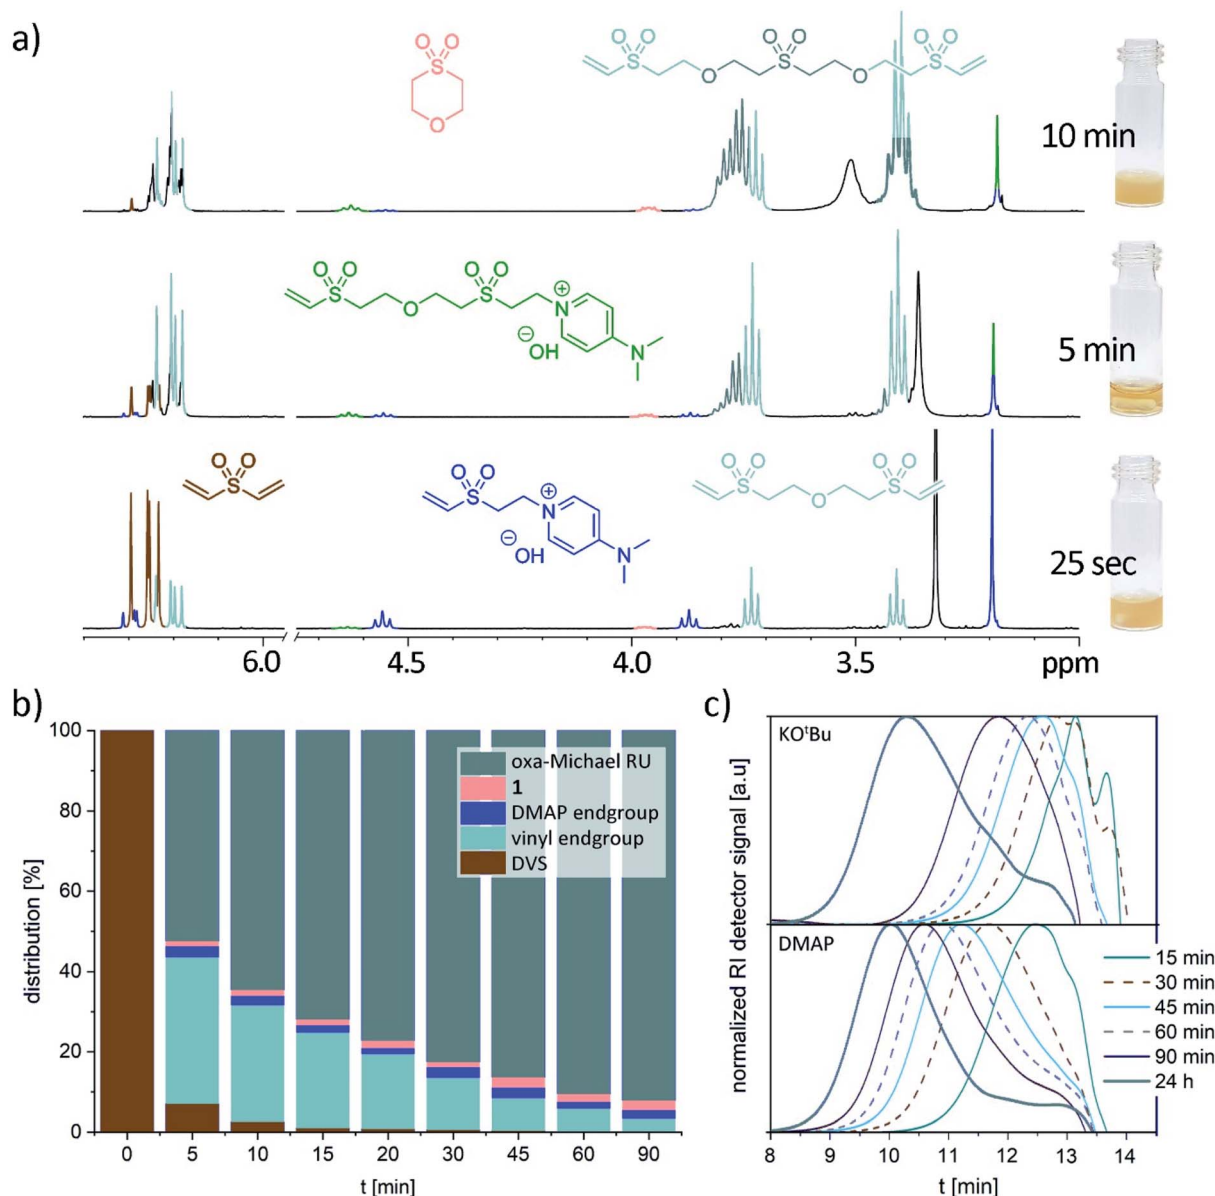 a)
O O
S
O
O O
S
O
O O
S
O
O O
S
10 min
O O
S
O
O O
S
N
+
−
OH
N
5 min
O O
S
O O
S
N
+
−
OH
N
O O
S
O
O O
S
25 sec
6.0 4.5 4.0 3.5 ppm
b)
distribution [%]
100
80
60
40
20
0
oxa-Michael RU
1
DMAP endgroup
vinyl endgroup
DVS
0 5 10 15 20 30 45 60 90
t [min]
c)
normalized RI detector signal [a.u]
KOᵗBu
DMAP
15 min
30 min
45 min
60 min
90 min
24 h
8 9 10 11 12 13 14
t [min]